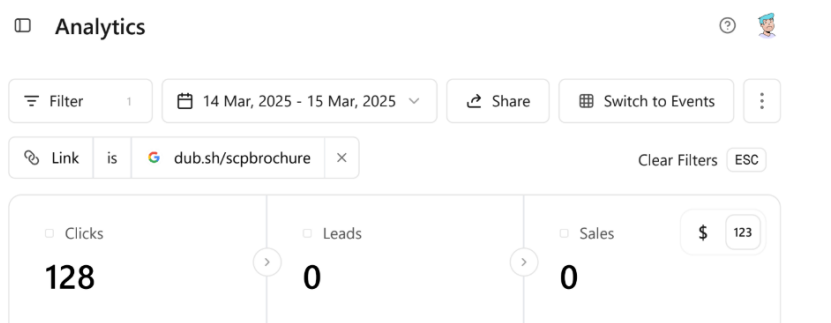 Analytics
Filter 1 14 Mar, 2025 - 15 Mar, 2025 Share Switch to Events
Link is dub.sh/scpbrochure Clear Filters ESC
Clicks Leads Sales $ 123
128 0 0